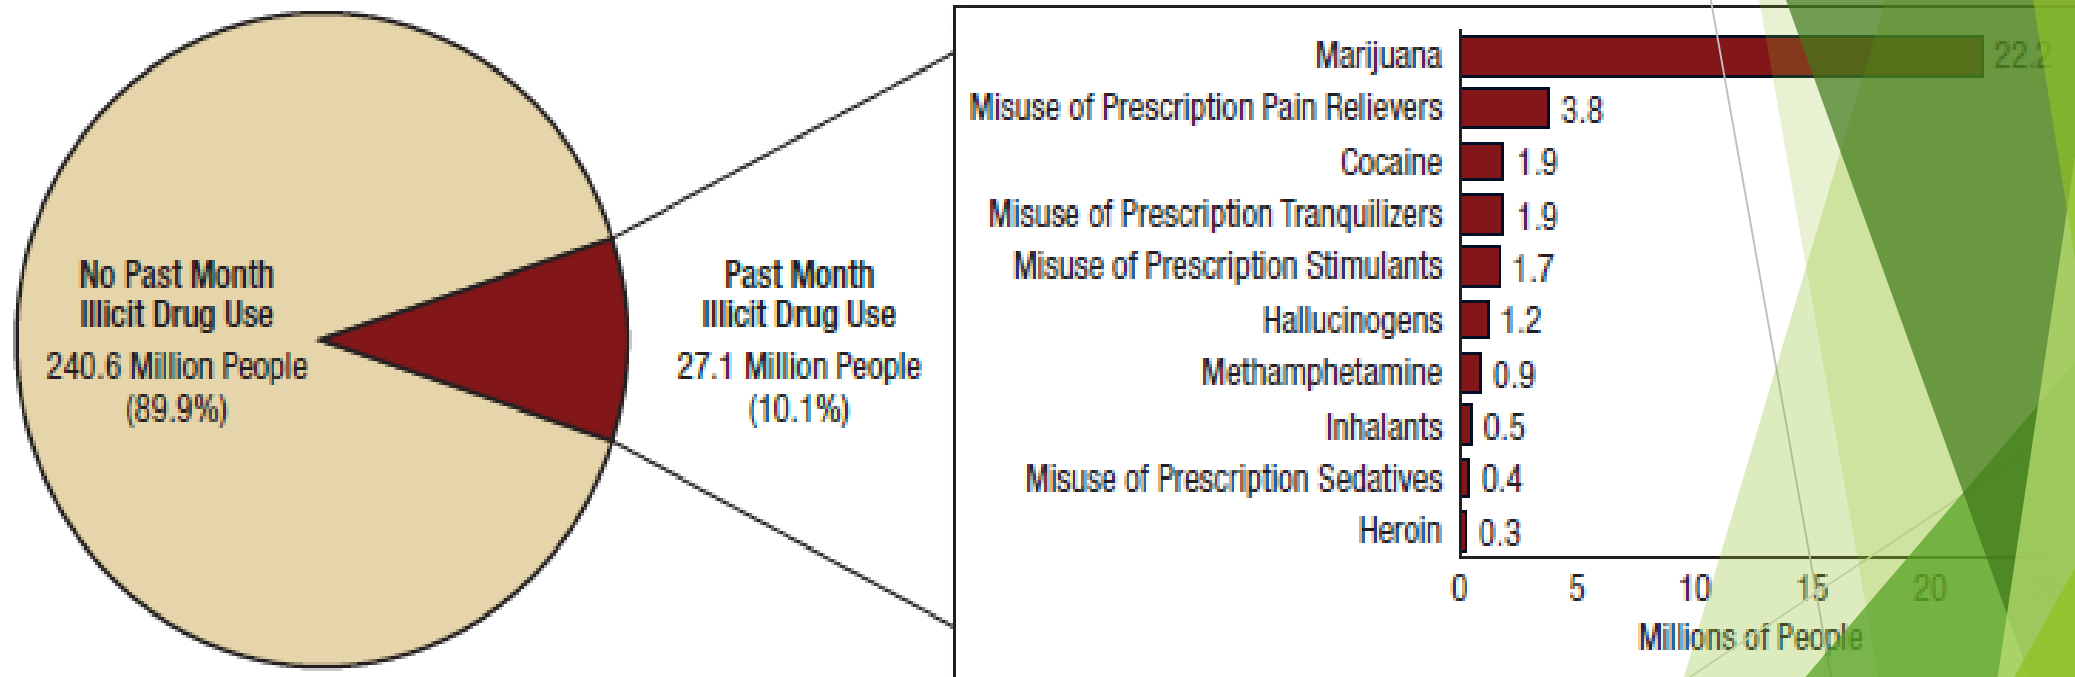 No Past Month
Illicit Drug Use
240.6 Million People
(89.9%)
Past Month
Illicit Drug Use
27.1 Million People
(10.1%)
Marijuana 22.2
Misuse of Prescription Pain Relievers 3.8
Cocaine 1.9
Misuse of Prescription Tranquilizers 1.9
Misuse of Prescription Stimulants 1.7
Hallucinogens 1.2
Methamphetamine 0.9
Inhalants 0.5
Misuse of Prescription Sedatives 0.4
Heroin 0.3
0 5 10 15 20
Millions of People